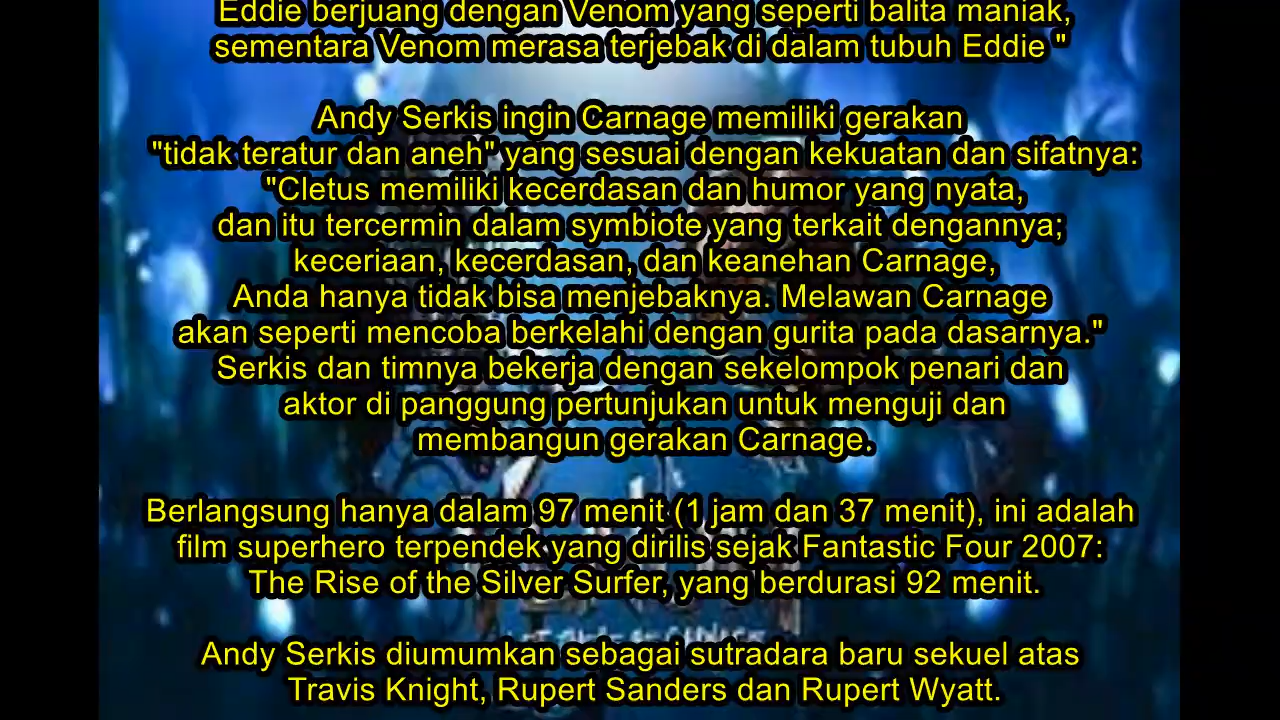 Eddie berjuang dengan Venom yang seperti balita maniak,
sementara Venom merasa terjebak di dalam tubuh Eddie "
Andy Serkis ingin Carnage memiliki gerakan
"tidak teratur dan aneh" yang sesuai dengan kekuatan dan sifatnya:
"Cletus memiliki kecerdasan dan humor yang nyata,
dan itu tercermin dalam symbiote yang terkait dengannya;
keceriaan, kecerdasan, dan keanehan Carnage,
Anda hanya tidak bisa menjebaknya. Melawan Carnage
akan seperti mencoba berkelahi dengan gurita pada dasarnya."
Serkis dan timnya bekerja dengan sekelompok penari dan
aktor di panggung pertunjukan untuk menguji dan
membangun gerakan Carnage.
Berlangsung hanya dalam 97 menit (1 jam dan 37 menit), ini adalah
film superhero terpendek yang dirilis sejak Fantastic Four 2007:
The Rise of the Silver Surfer, yang berdurasi 92 menit.
Andy Serkis diumumkan sebagai sutradara baru sekuel atas
Travis Knight, Rupert Sanders dan Rupert Wyatt.